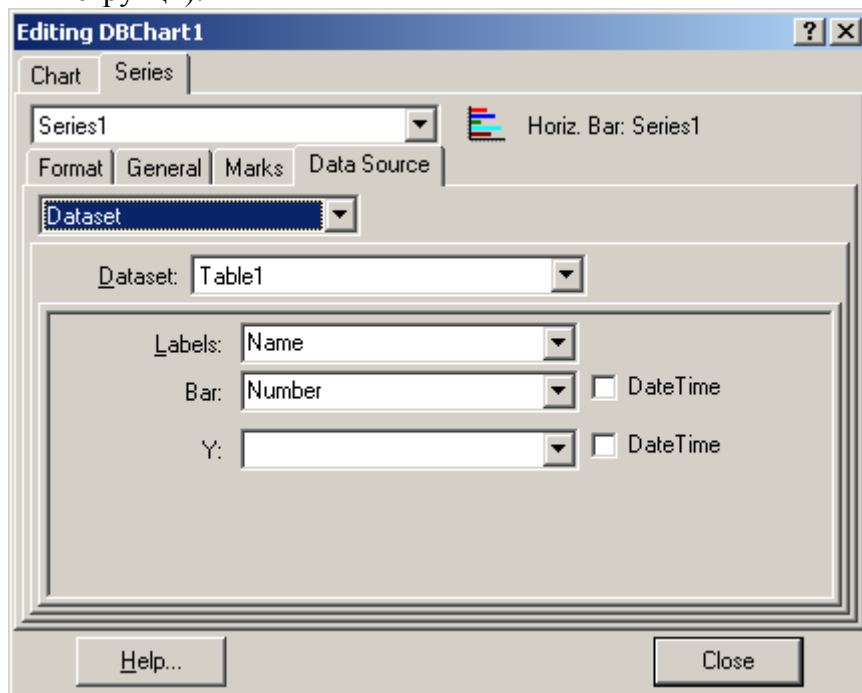 Editing DBChart1
Chart Series
Series1 Horiz. Bar: Series1
Format General Marks Data Source
Dataset
Dataset: Table1
Labels: Name
Bar: Number DateTime
Y: DateTime
Help... Close